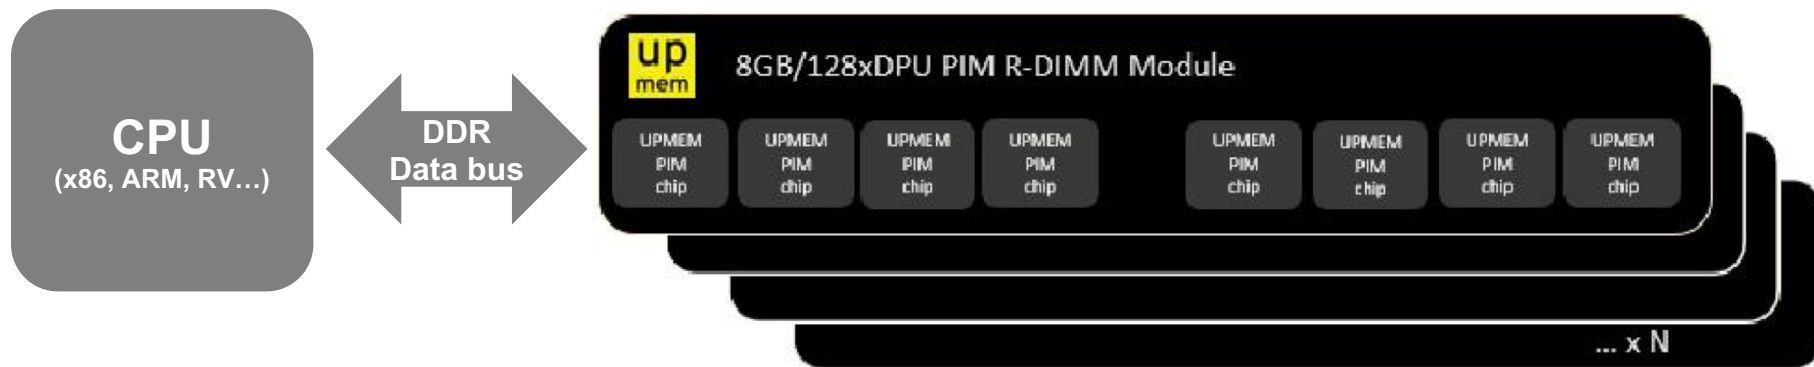 CPU
(x86, ARM, RV...)
DDR
Data bus
up
mem
8GB/128xDPU PIM R-DIMM Module
UPMEM
PIM
chip
UPMEM
PIM
chip
UPMEM
PIM
chip
UPMEM
PIM
chip
UPMEM
PIM
chip
UPMEM
PIM
chip
UPMEM
PIM
chip
UPMEM
PIM
chip
... x N